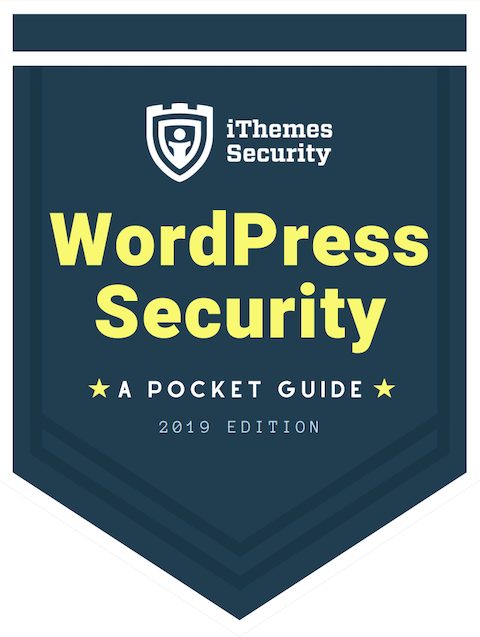 iThemes
Security
WordPress
Security
A POCKET GUIDE
2019 EDITION